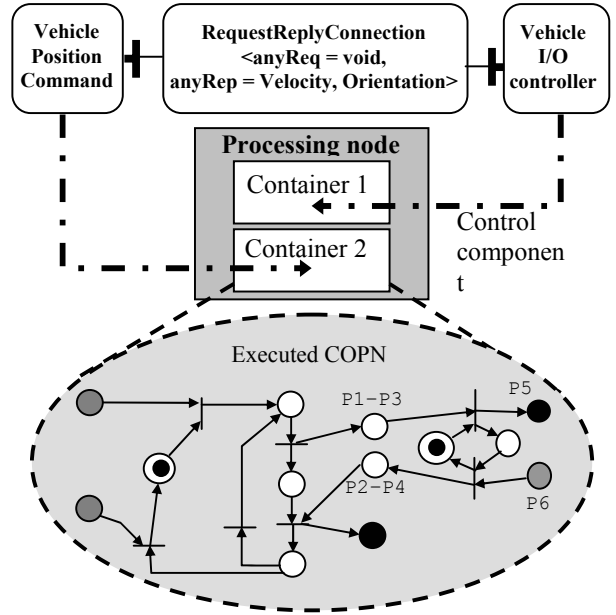 Vehicle
Position
Command
RequestReplyConnection
<anyReq = void,
anyRep = Velocity, Orientation>
Vehicle
I/O
controller
Processing node
Container 1
Container 2
Control
componen
t
Executed COPN
P1-P3
P5
P2-P4
P6